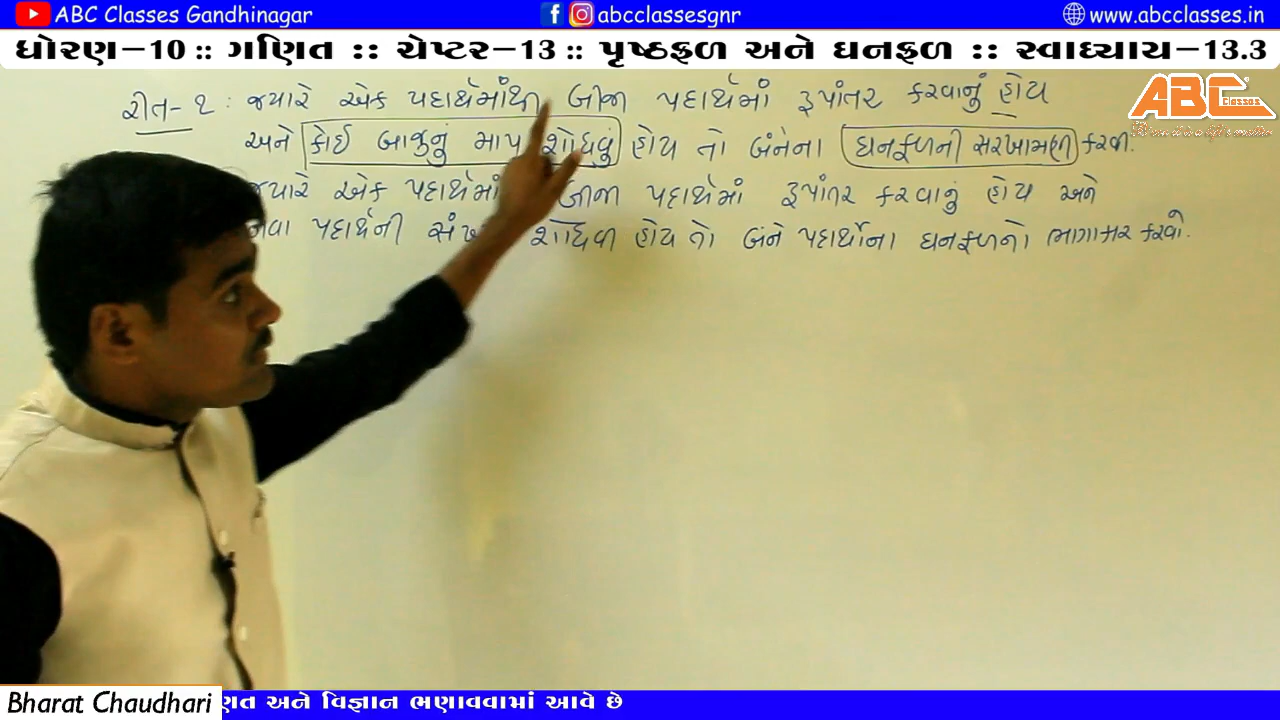 ABC Classes Gandhinagar
abcclassesgnr
www.abcclasses.in
ધોરણ-10 :: ગણિત :: ચેપ્ટર-13 :: પૃષ્ઠફળ અને ઘનફળ :: સ્વાધ્યાય-13.3
ABC Classes
રીત-૧ : જ્યારે એક પદાર્થમાંથી બીજા પદાર્થમાં રૂપાંતર કરવાનું હોય
અને કોઈ બાજુનું માપ શોધવું હોય તો બંનેના ઘનફળની સરખામણી કરવી.
જ્યારે એક પદાર્થમાં બીજા પદાર્થમાં રૂપાંતર કરવાનું હોય અને
પદાર્થની શોધવી હોય તો બંને પદાર્થોના ઘનફળનો ભાગાકાર કરવો.
Bharat Chaudhari
અને વિજ્ઞાન ભણાવવામાં આવે છે